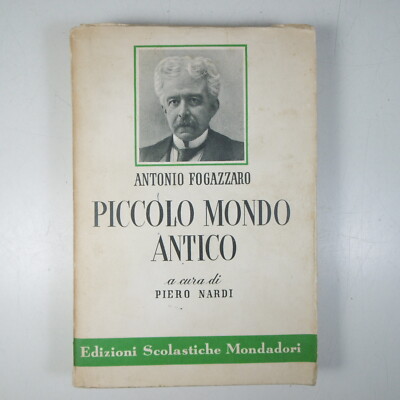 ANTONIO FOGAZZARO
PICCOLO MONDO
ANTICO
a cura di
PIERO NARDI
Edizioni Scolastiche Mondadori